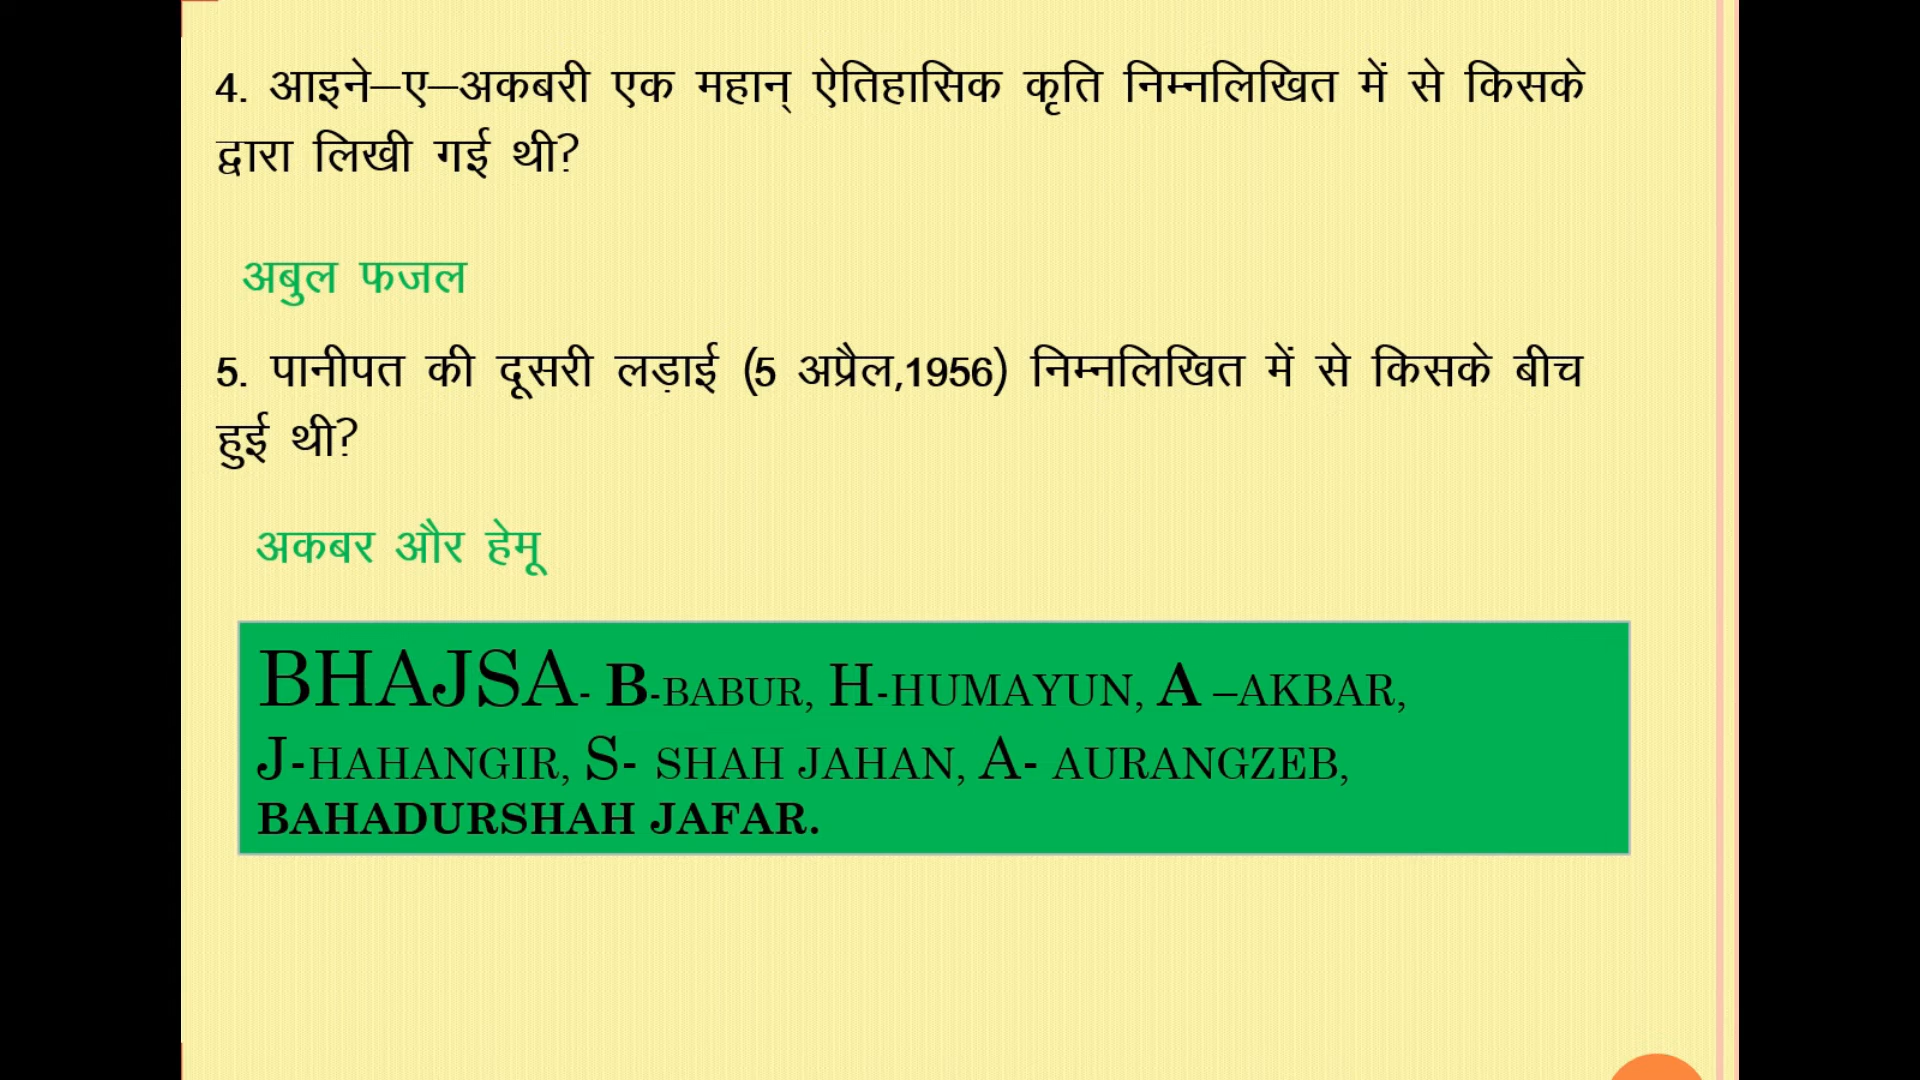 4. आइने–ए–अकबरी एक महान् ऐतिहासिक कृति निम्नलिखित में से किसके
द्वारा लिखी गई थी?
अबुल फजल
5. पानीपत की दूसरी लड़ाई (5 अप्रैल,1956) निम्नलिखित में से किसके बीच
हुई थी?
अकबर और हेमू
BHAJSA- B-BABUR, H-HUMAYUN, A –AKBAR,
J-HAHANGIR, S- SHAH JAHAN, A- AURANGZEB,
BAHADURSHAH JAFAR.